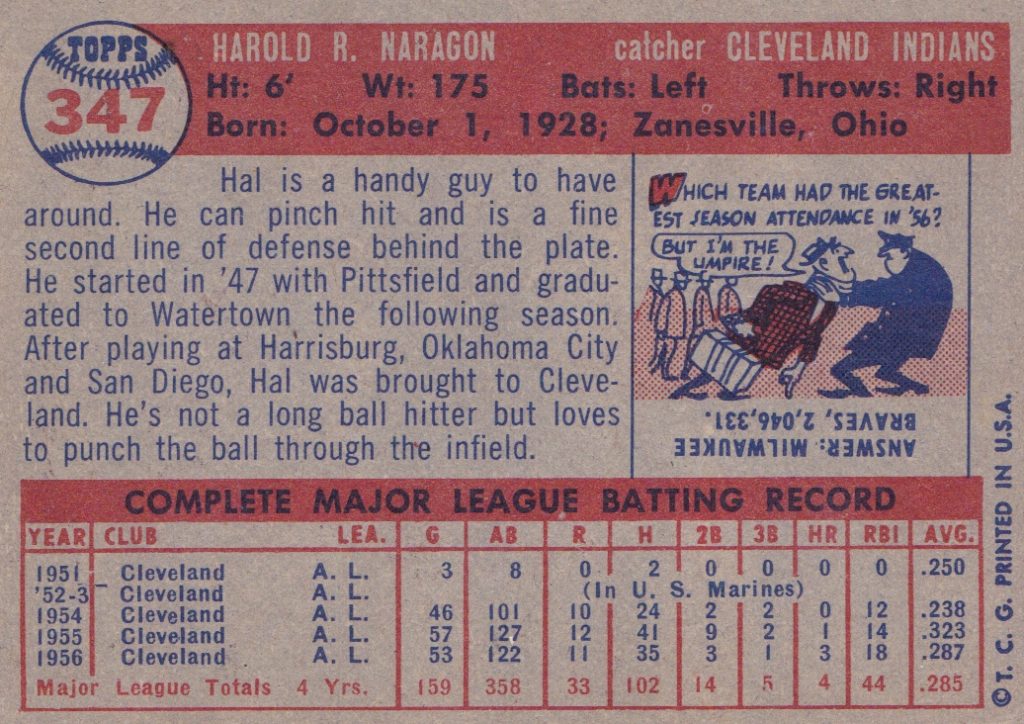 TOPPS
347
HAROLD R. NARAGON catcher CLEVELAND INDIANS
Ht: 6' Wt: 175 Bats: Left Throws: Right
Born: October 1, 1928; Zanesville, Ohio
Hal is a handy guy to have
around. He can pinch hit and is a fine
second line of defense behind the plate.
He started in '47 with Pittsfield and gradu-
ated to Watertown the following season.
After playing at Harrisburg, Oklahoma City
and San Diego, Hal was brought to Cleve-
land. He's not a long ball hitter but loves
to punch the ball through the infield.
WHICH TEAM HAD THE GREAT-
EST SEASON ATTENDANCE IN '56?
BUT I'M THE
UMPIRE!
ANSWER: MILWAUKEE
BRAVES, 2,046,331.
COMPLETE MAJOR LEAGUE BATTING RECORD
YEAR CLUB LEA. G AB R H 2B 3B HR RBI AVG.
1951 Cleveland A. L. 3 8 0 2 0 0 0 0 .250
'52-3 Cleveland A. L. (In U. S. Marines)
1954 Cleveland A. L. 46 101 10 24 2 2 0 12 .238
1955 Cleveland A. L. 57 127 12 41 9 2 1 14 .323
1956 Cleveland A. L. 53 122 11 35 3 1 3 18 .287
Major League Totals 4 Yrs. 159 358 33 102 14 5 4 44 .285
© T. C. G. PRINTED IN U.S.A.